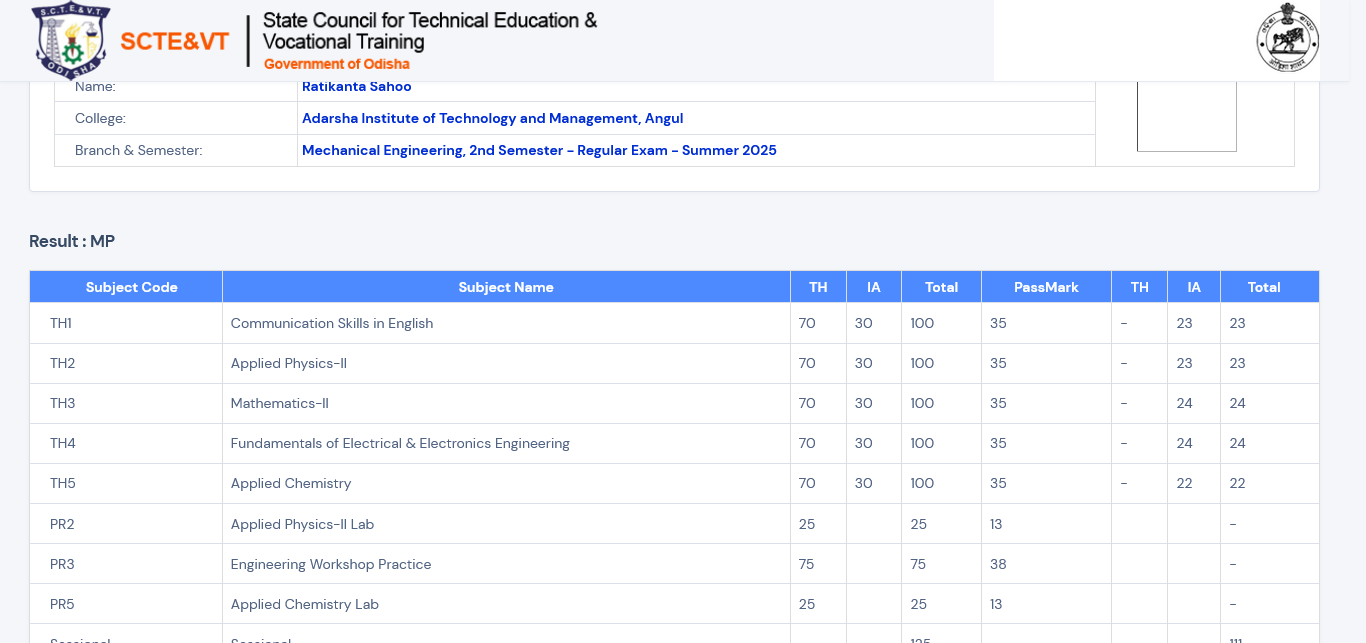 S.C.T.E.& V.T.
ODISHA
SCTE&VT
State Council for Technical Education &
Vocational Training
Government of Odisha
Name: Ratikanta Sahoo
College: Adarsha Institute of Technology and Management, Angul
Branch & Semester: Mechanical Engineering, 2nd Semester - Regular Exam - Summer 2025
Result : MP
Subject Code Subject Name TH IA Total PassMark TH IA Total
TH1 Communication Skills in English 70 30 100 35 - 23 23
TH2 Applied Physics-II 70 30 100 35 - 23 23
TH3 Mathematics-II 70 30 100 35 - 24 24
TH4 Fundamentals of Electrical & Electronics Engineering 70 30 100 35 - 24 24
TH5 Applied Chemistry 70 30 100 35 - 22 22
PR2 Applied Physics-II Lab 25 25 13 -
PR3 Engineering Workshop Practice 75 75 38 -
PR5 Applied Chemistry Lab 25 25 13 -
Sessional Sessional 125 111